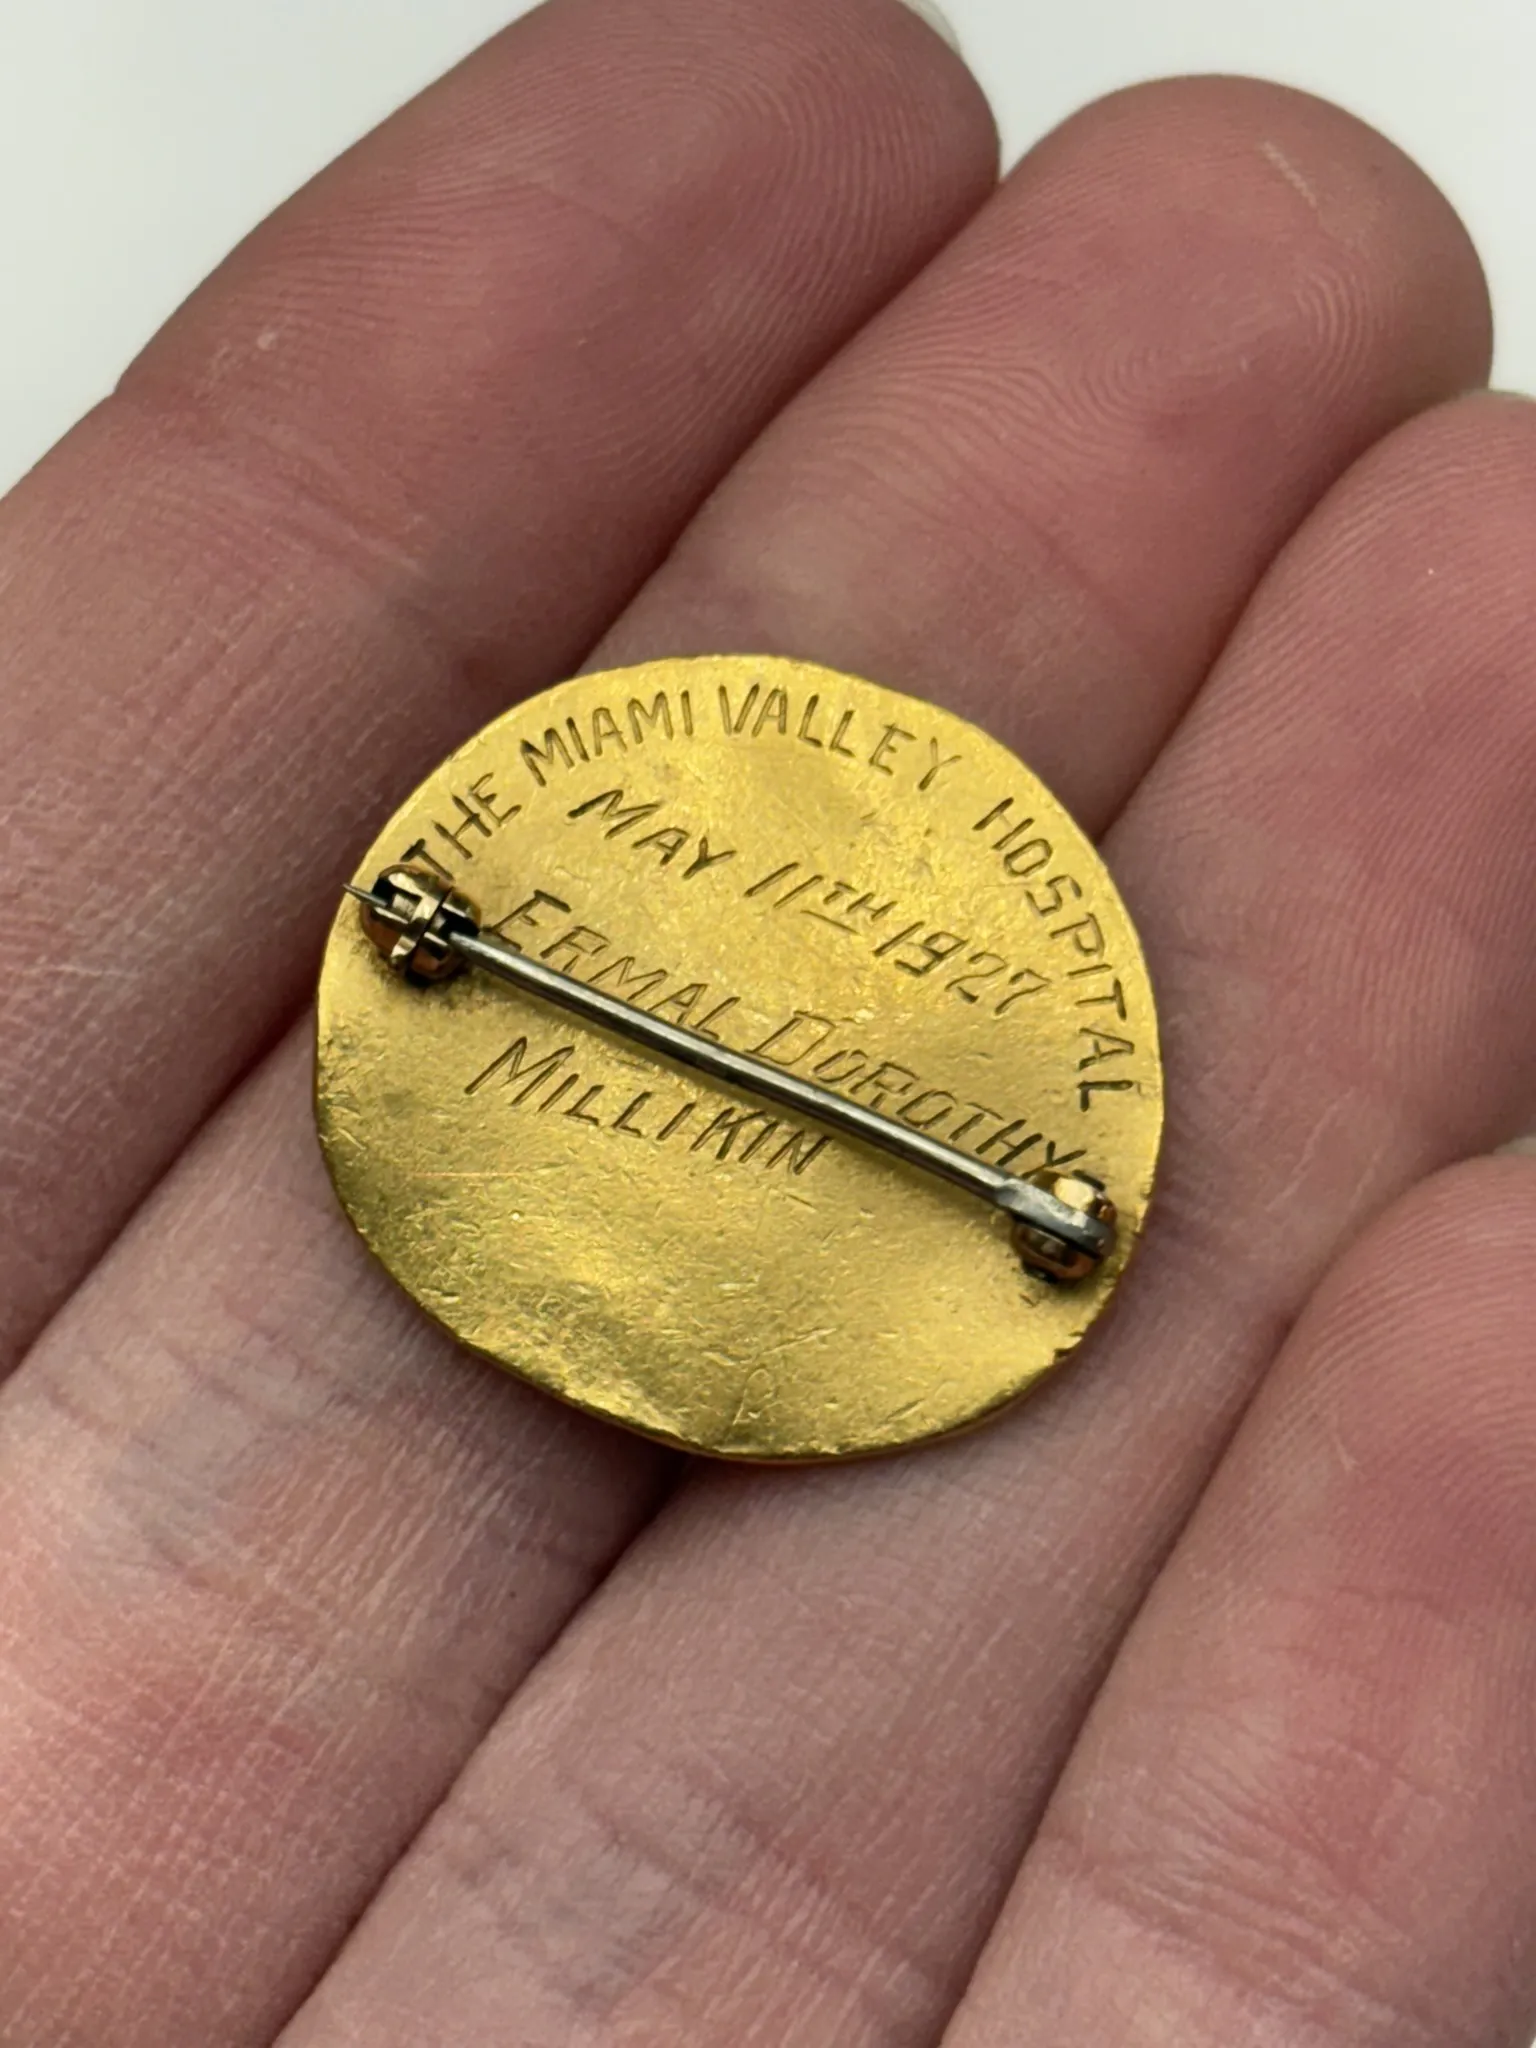 THE MIAMI VALLEY HOSPITAL
MAY 11TH 1927
ERMAL DOROTHY
MILLIKIN